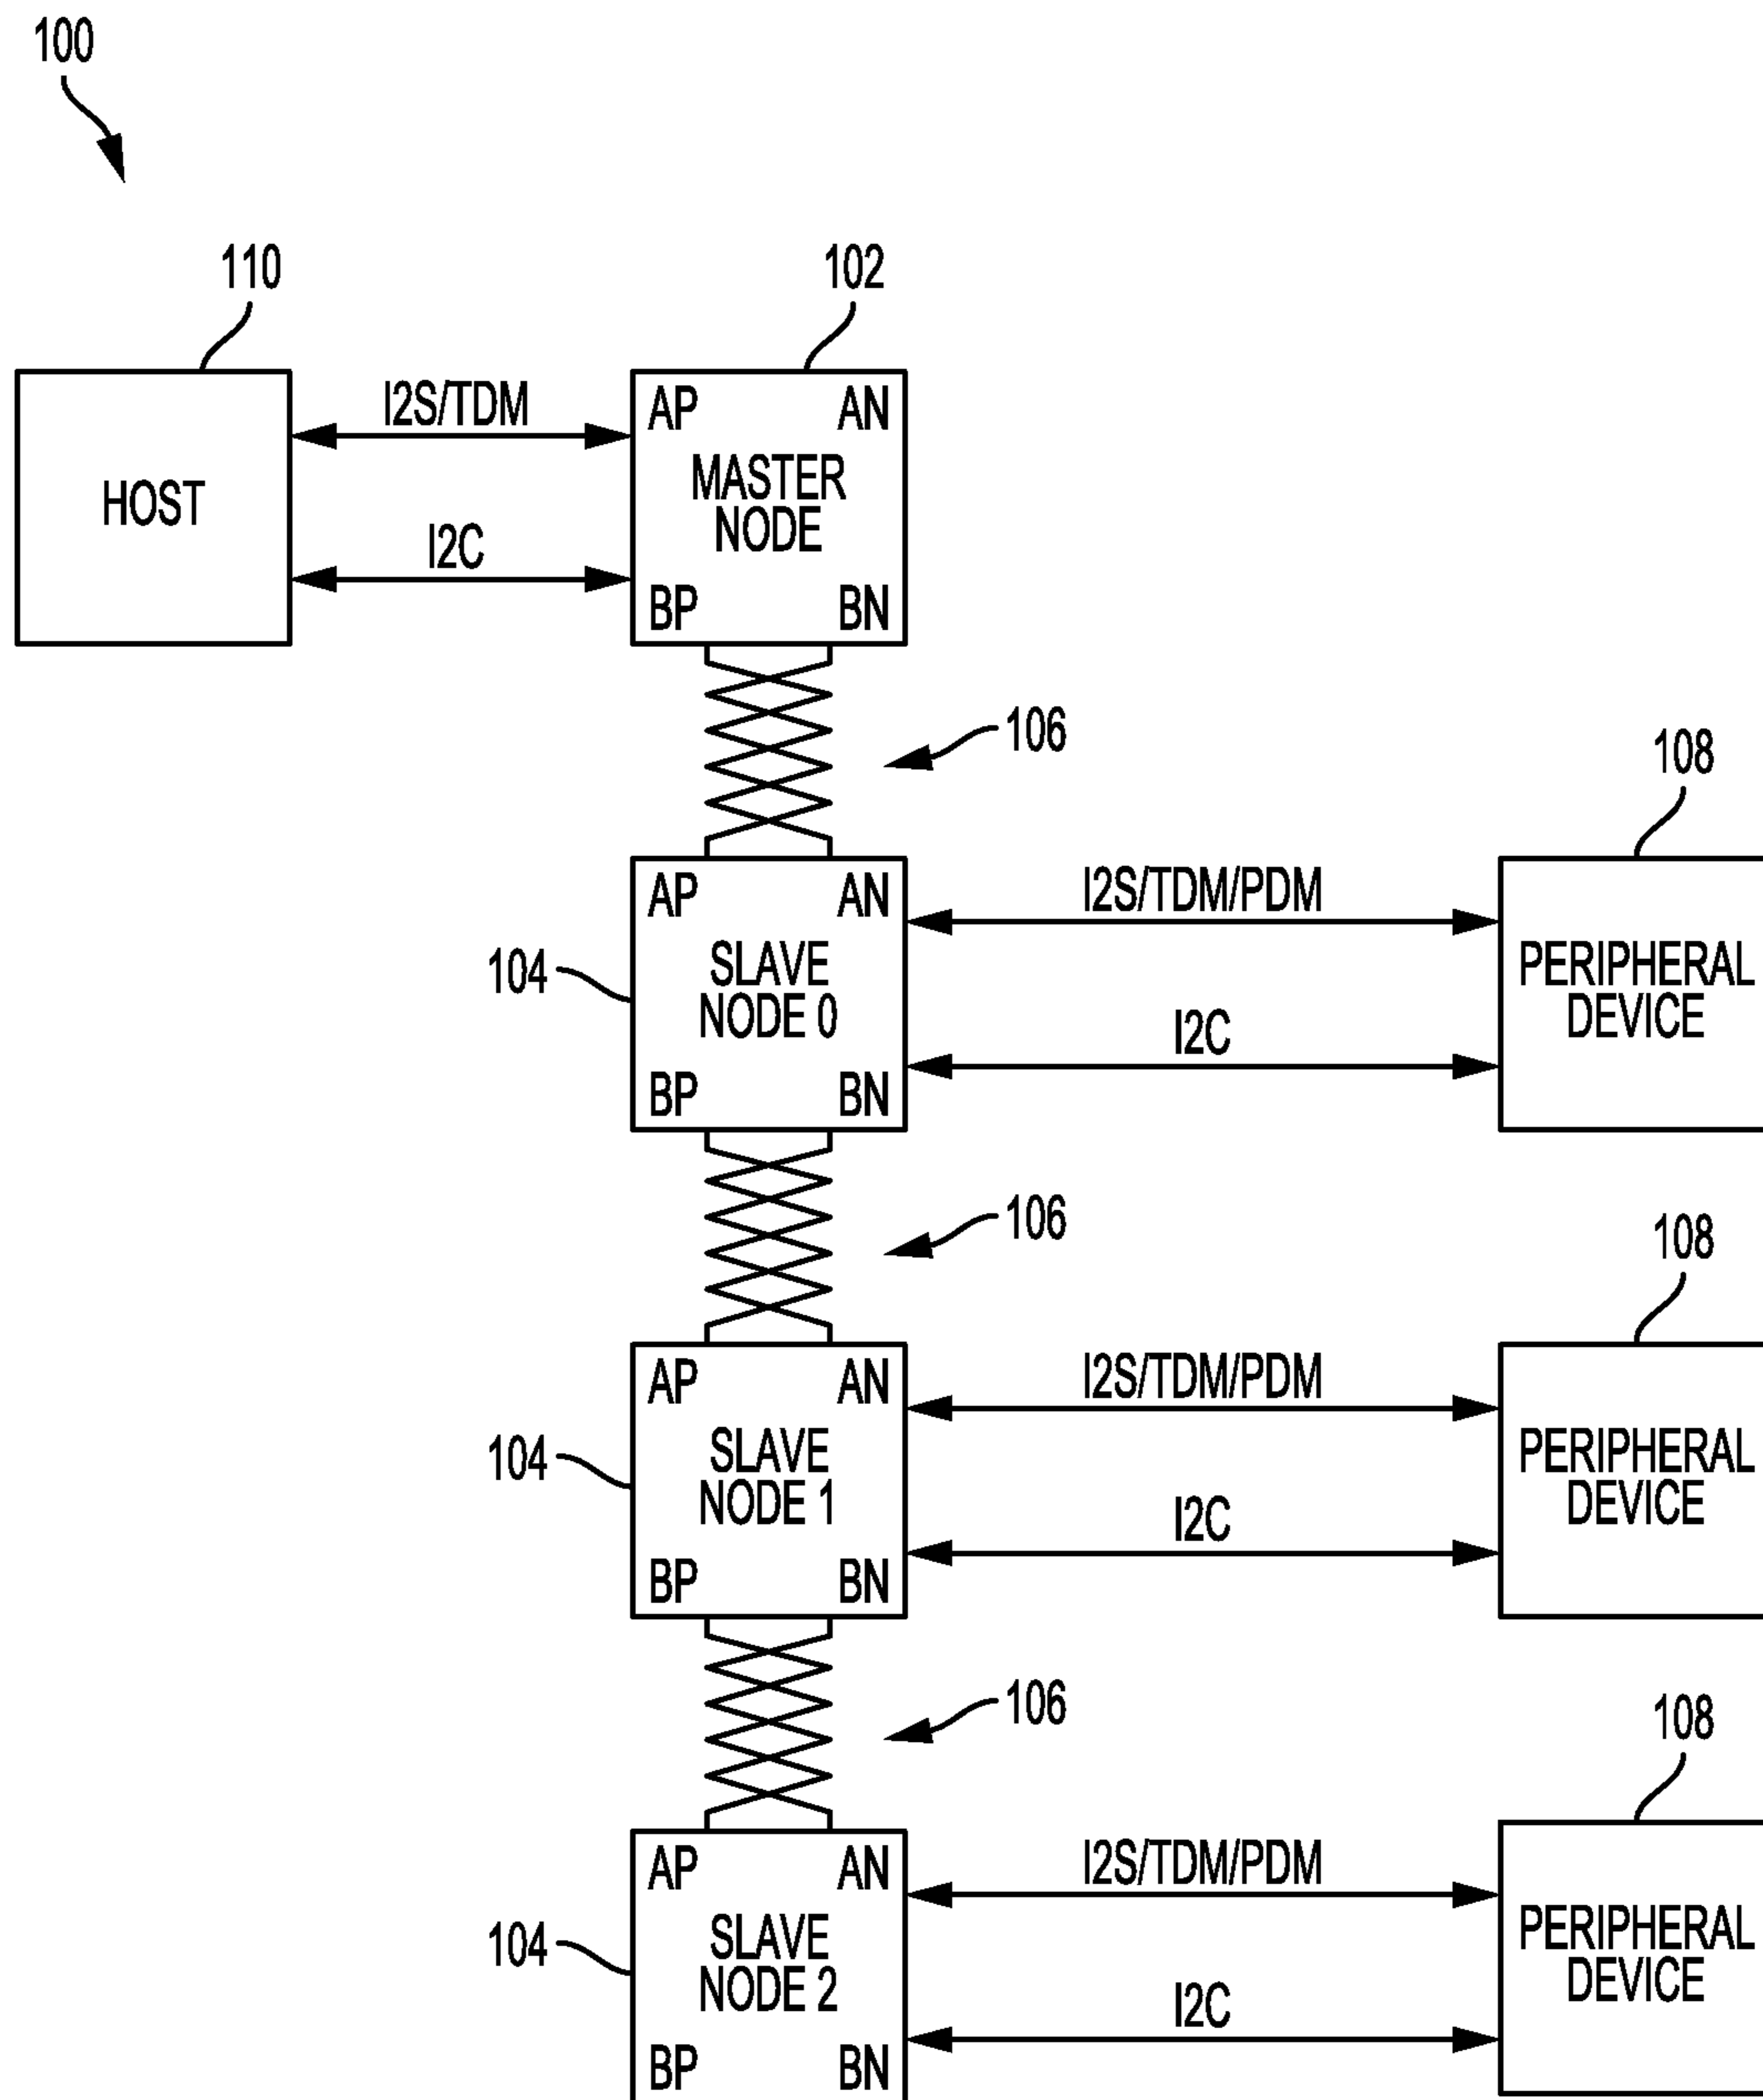 100
110
102
I2S/TDM
AP
AN
HOST
MASTER
NODE
I2C
BP
BN
106
108
AP
AN
I2S/TDM/PDM
104
SLAVE
NODE 0
PERIPHERAL
DEVICE
I2C
BP
BN
106
108
AP
AN
I2S/TDM/PDM
104
SLAVE
NODE 1
PERIPHERAL
DEVICE
I2C
BP
BN
106
108
AP
AN
I2S/TDM/PDM
104
SLAVE
NODE 2
PERIPHERAL
DEVICE
I2C
BP
BN